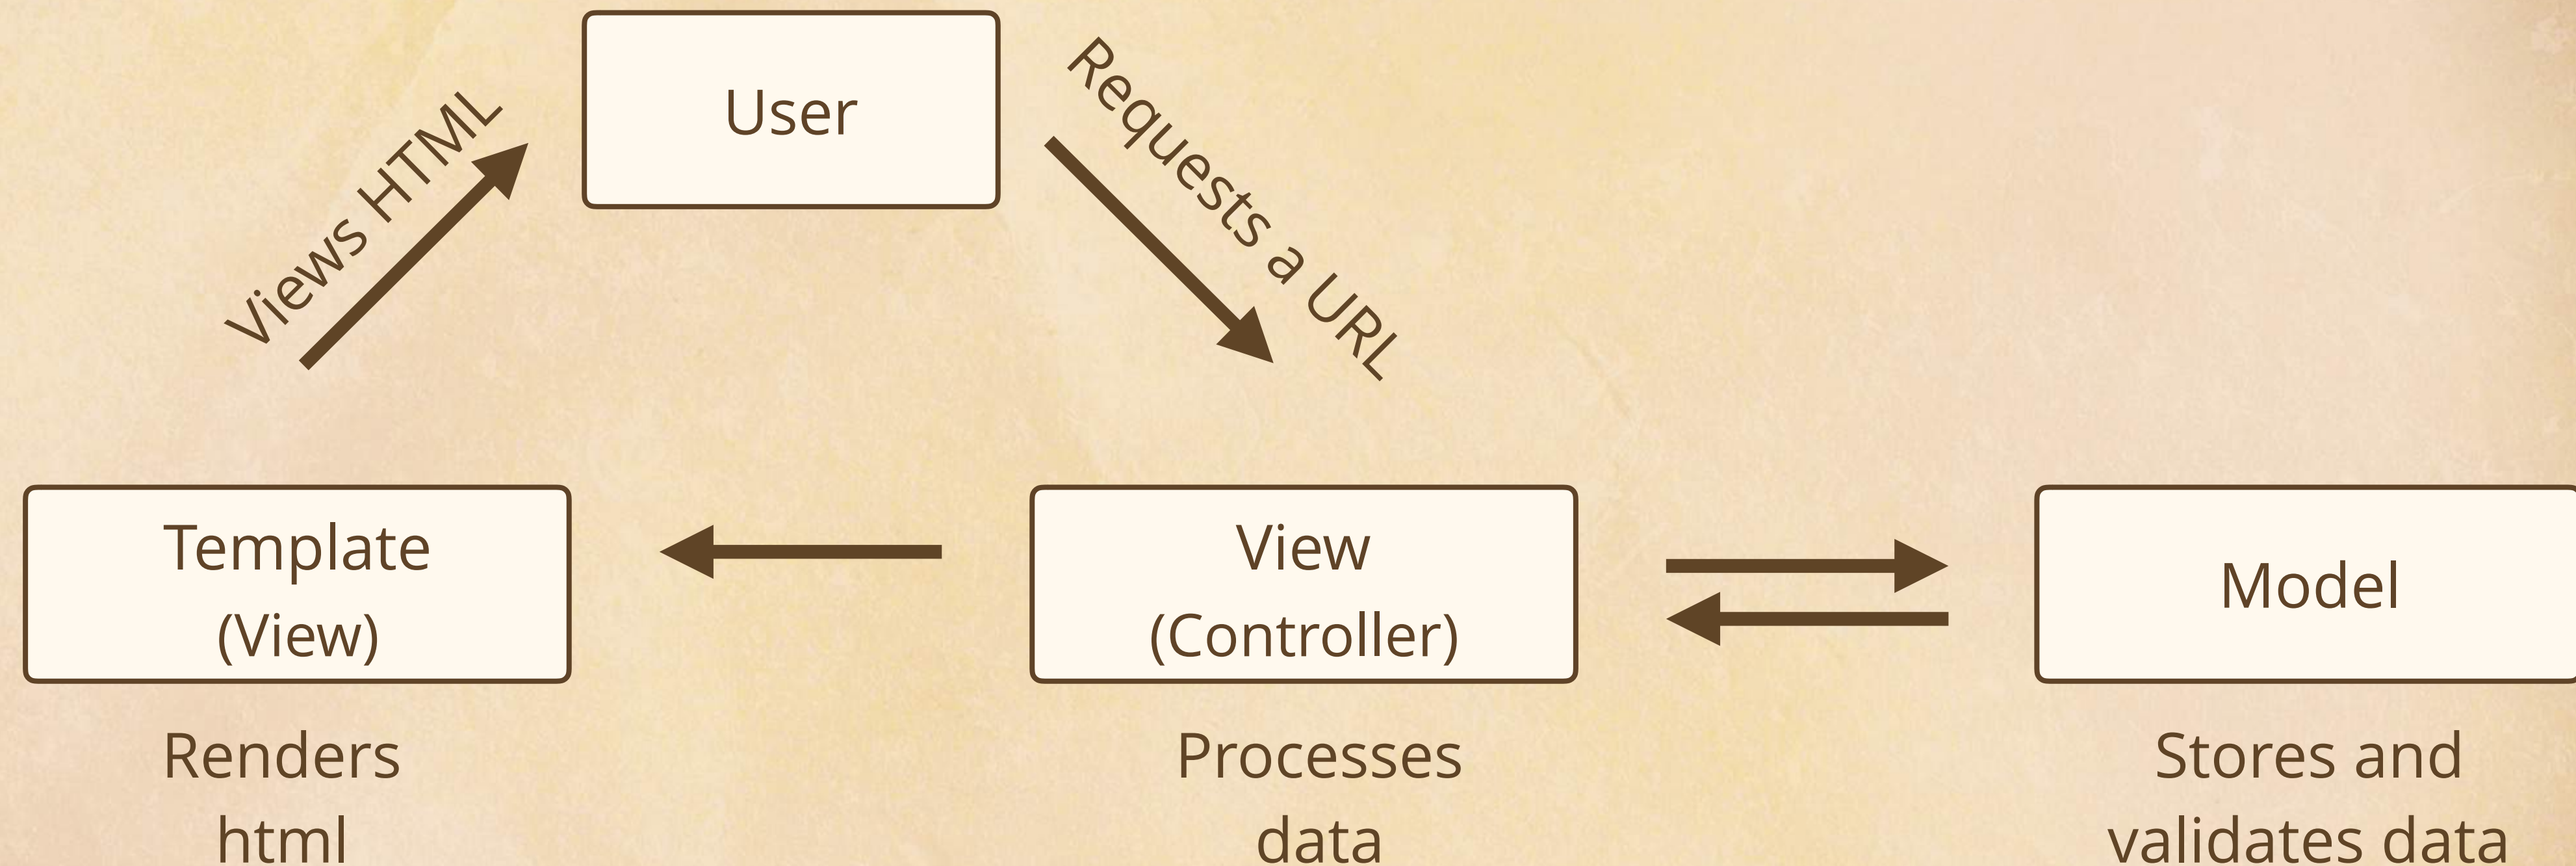 User
Views HTML
Requests a URL
Template
(View)
View
(Controller)
Model
Renders
html
Processes
data
Stores and
validates data